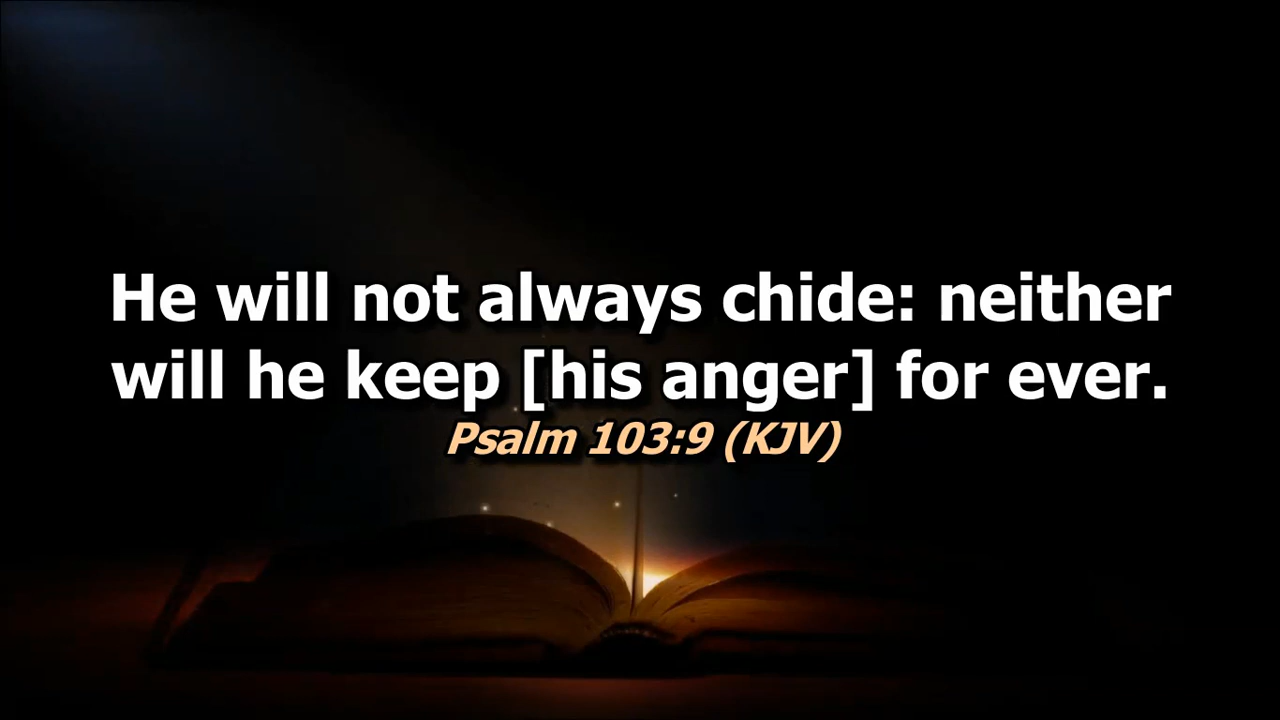 He will not always chide: neither
will he keep [his anger] for ever.
Psalm 103:9 (KJV)